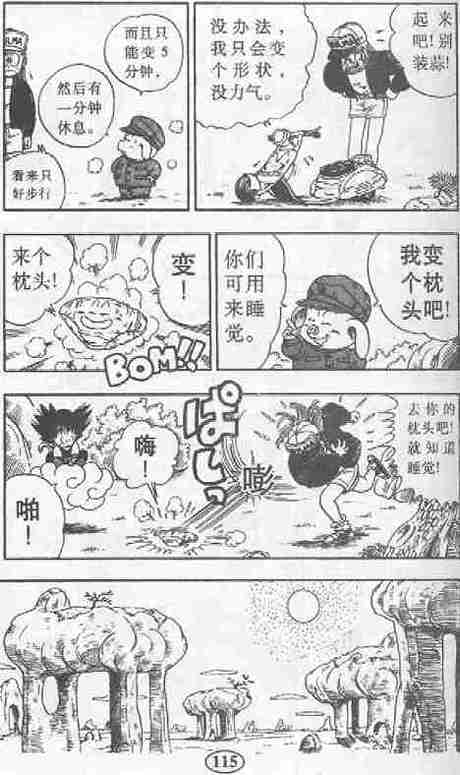 起来
吧!别
装蒜!
没办法,
我只会变
个形状,
没力气。
而且只
能变5
分钟,
然后有
一分钟
休息。
看来只
好步行
我变
个枕
头吧!
你们
可用
来睡
觉。
变!
来个
枕头!
BOM!!
去你的
枕头吧!
就知道
睡觉!
嘭
ぱしっ
嗨!
啪!
115